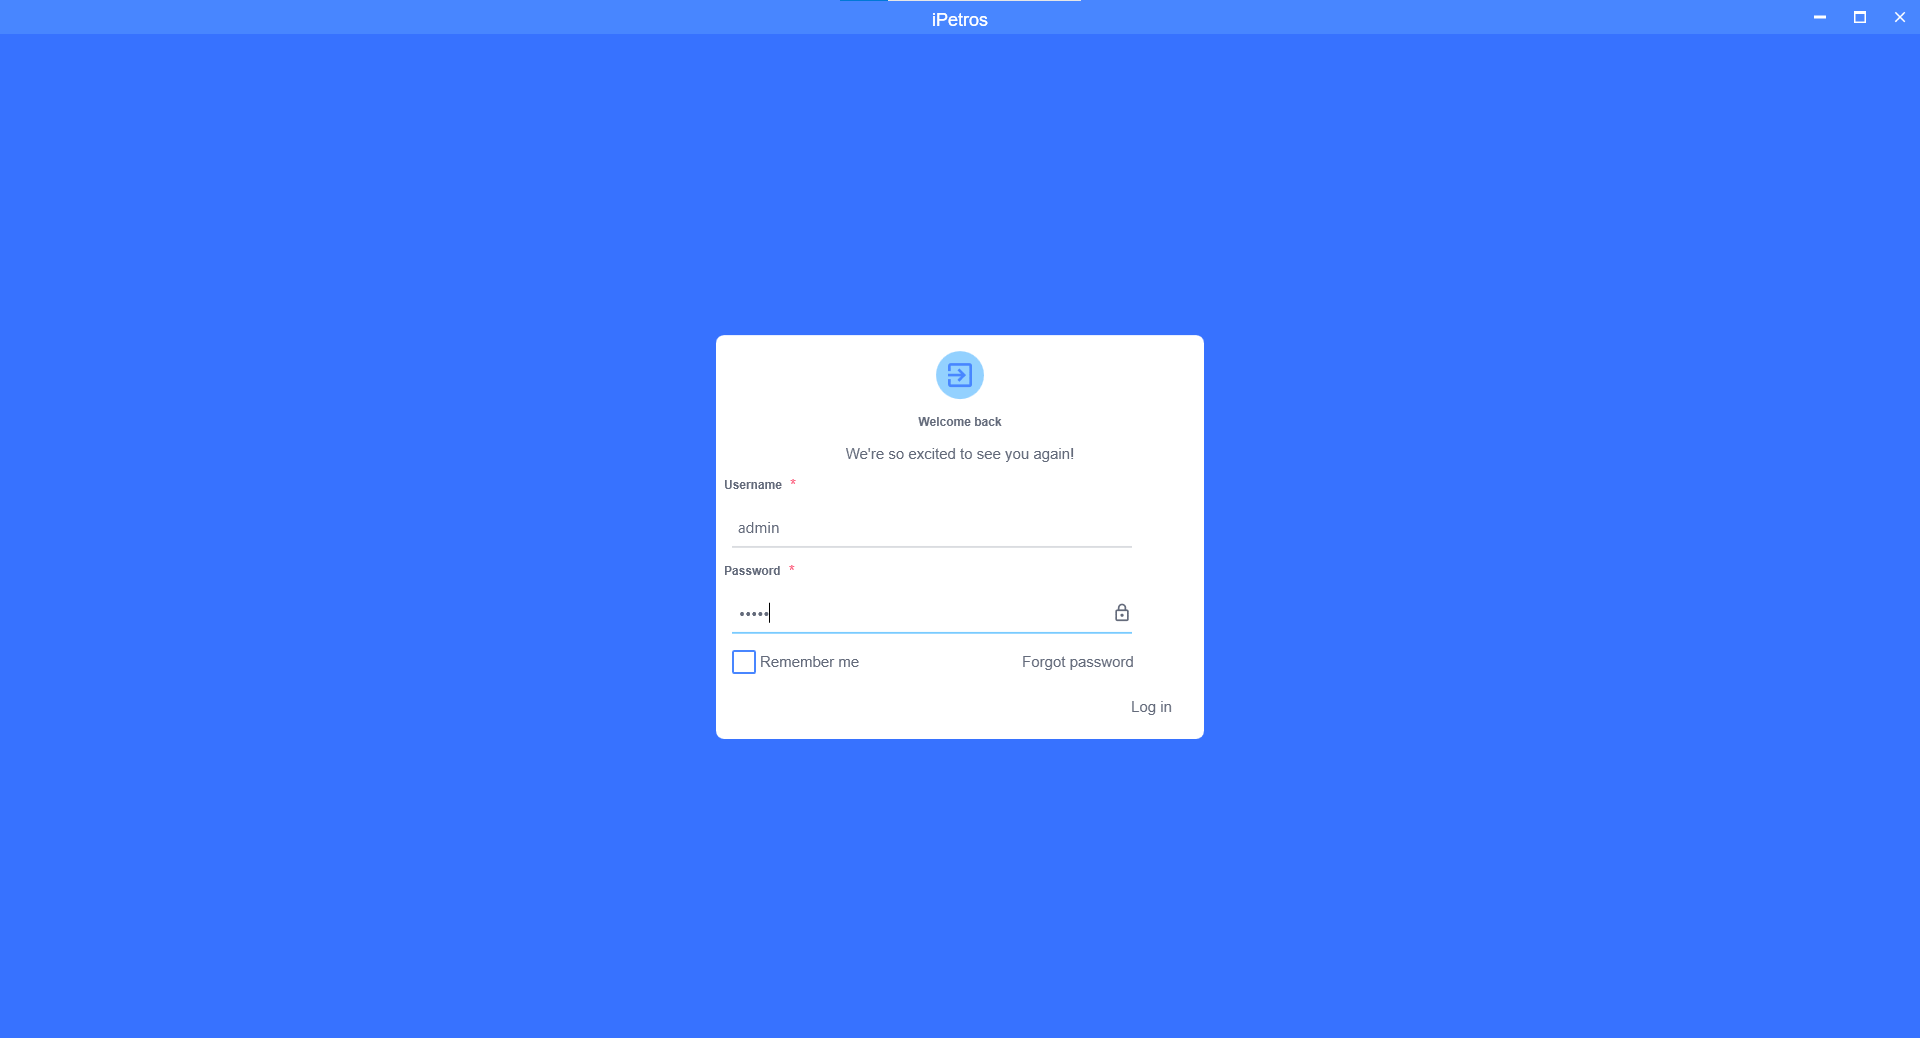 iPetros
Welcome back
We're so excited to see you again!
Username *
admin
Password *
•••••
Remember me
Forgot password
Log in